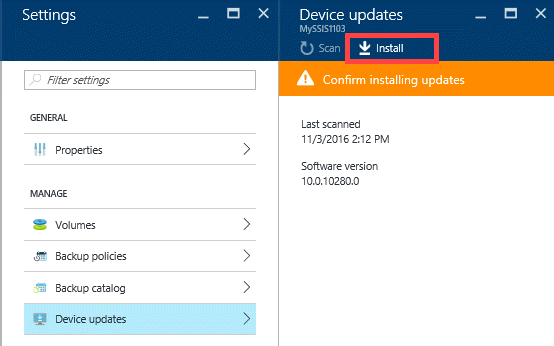 Settings
Filter settings
GENERAL
Properties
MANAGE
Volumes
Backup policies
Backup catalog
Device updates
Device updates
MySSIS1103
Scan Install
Confirm installing updates
Last scanned
11/3/2016 2:12 PM
Software version
10.0.10280.0